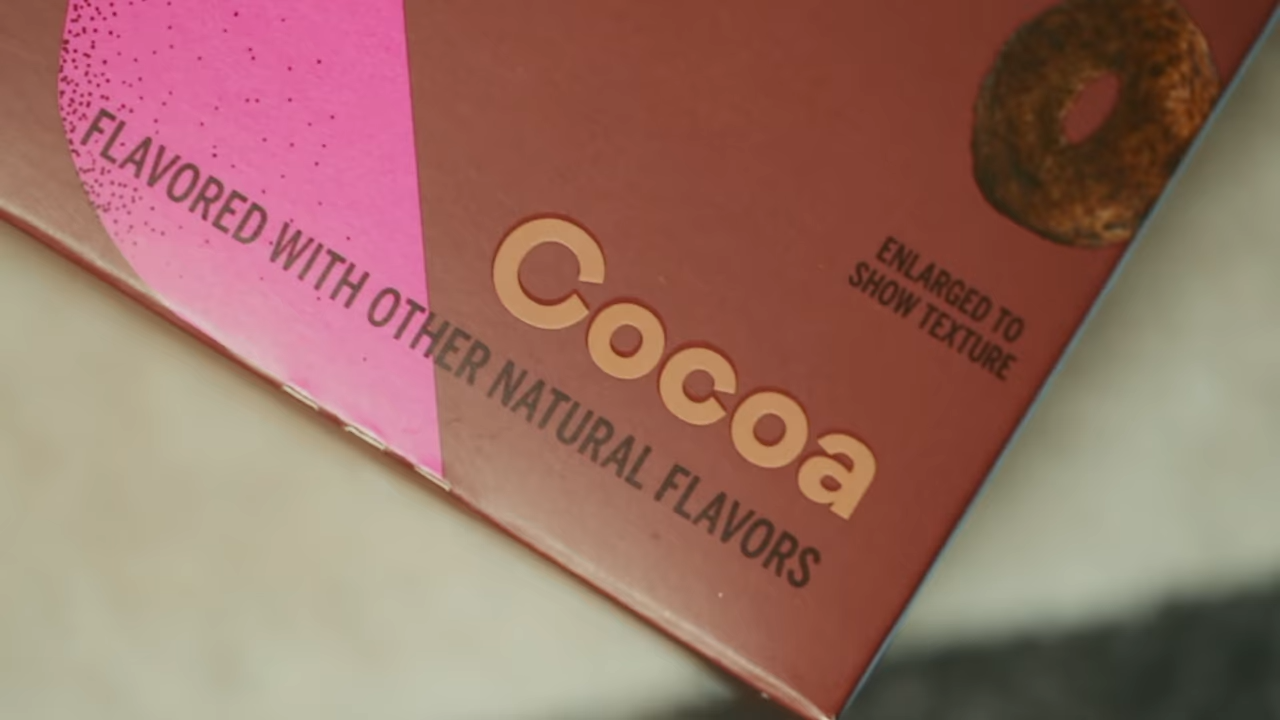 ENLARGED TO
SHOW TEXTURE
Cocoa
FLAVORED WITH OTHER NATURAL FLAVORS